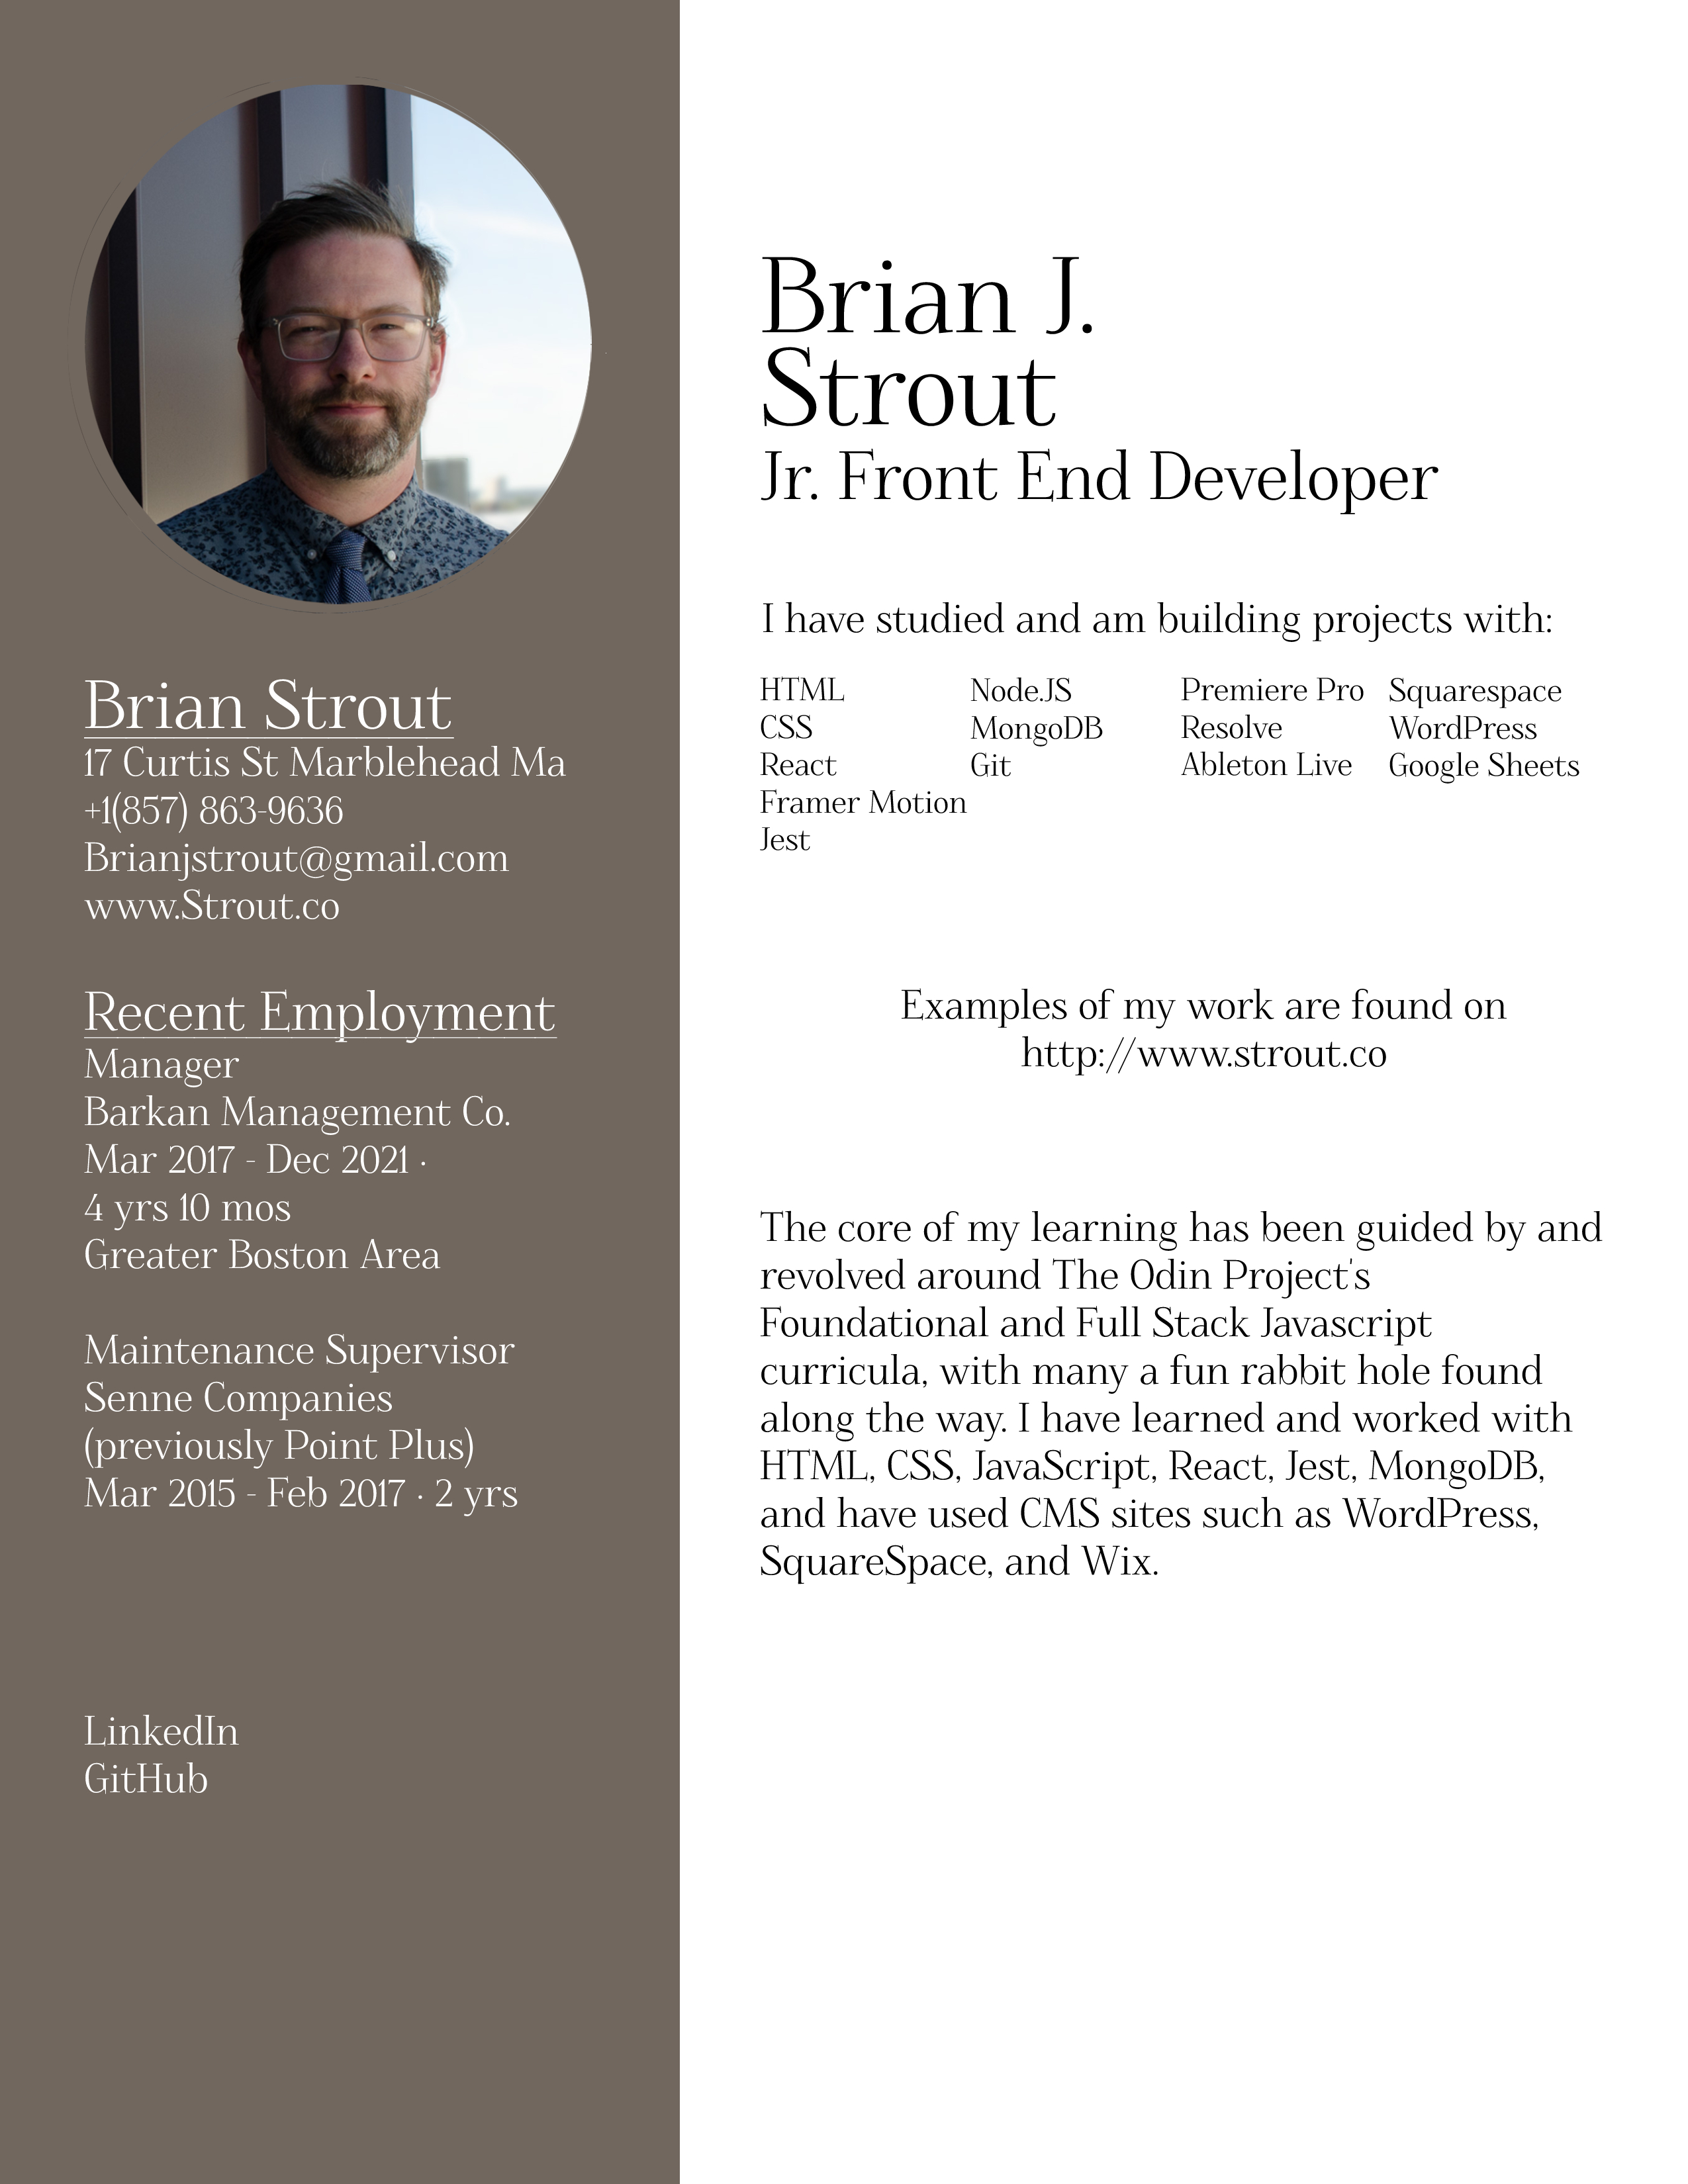 Brian Strout
17 Curtis St Marblehead Ma
+1(857) 863-9636
Brianjstrout@gmail.com
www.Strout.co
Recent Employment
Manager
Barkan Management Co.
Mar 2017 - Dec 2021 ·
4 yrs 10 mos
Greater Boston Area
Maintenance Supervisor
Senne Companies
(previously Point Plus)
Mar 2015 - Feb 2017 · 2 yrs
LinkedIn
GitHub
Brian J.
Strout
Jr. Front End Developer
I have studied and am building projects with:
HTML
CSS
React
Framer Motion
Jest
Node.JS
MongoDB
Git
Premiere Pro
Resolve
Ableton Live
Squarespace
WordPress
Google Sheets
Examples of my work are found on
http://www.strout.co
The core of my learning has been guided by and
revolved around The Odin Project's
Foundational and Full Stack Javascript
curricula, with many a fun rabbit hole found
along the way. I have learned and worked with
HTML, CSS, JavaScript, React, Jest, MongoDB,
and have used CMS sites such as WordPress,
SquareSpace, and Wix.